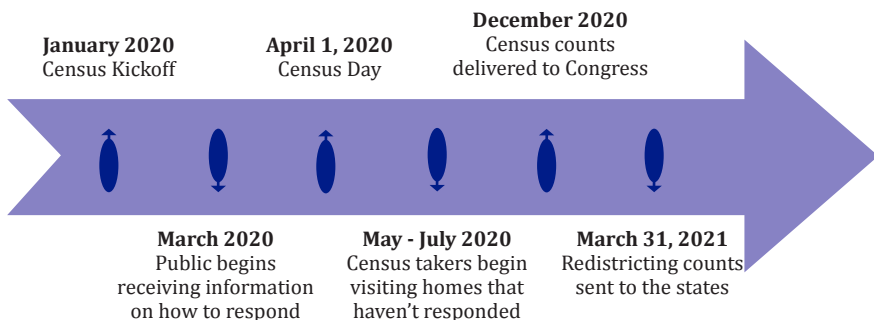 January 2020
Census Kickoff
March 2020
Public begins
receiving information
on how to respond
April 1, 2020
Census Day
May - July 2020
Census takers begin
visiting homes that
haven't responded
December 2020
Census counts
delivered to Congress
March 31, 2021
Redistricting counts
sent to the states